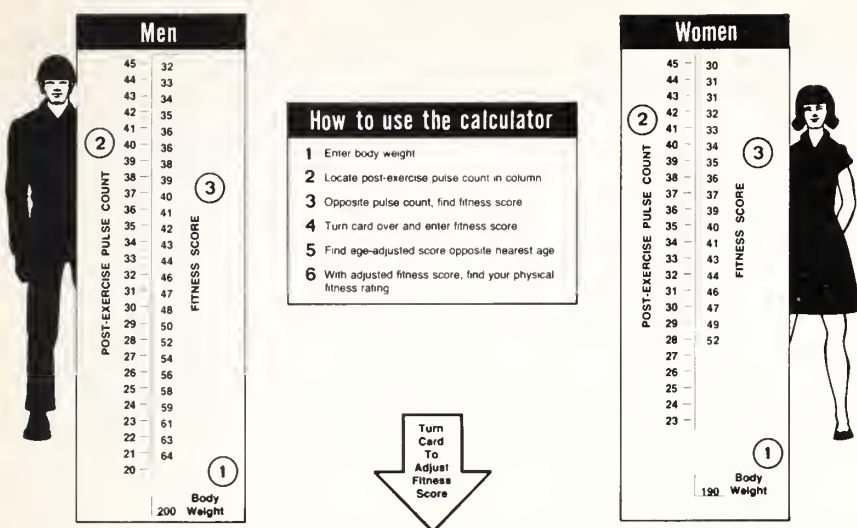 Men
45 – 32
44 – 33
43 – 34
42 – 35
41 – 36
40 – 36
39 – 38
38 – 39
37 – 40
36 – 41
35 – 42
34 – 43
33 – 44
32 – 46
31 – 47
30 – 48
29 – 50
28 – 52
27 – 54
26 – 56
25 – 58
24 – 59
23 – 61
22 – 63
21 – 64
20 –
2
POST-EXERCISE PULSE COUNT
3
FITNESS SCORE
1
Body
200 Weight
How to use the calculator
1 Enter body weight
2 Locate post-exercise pulse count in column
3 Opposite pulse count, find fitness score
4 Turn card over and enter fitness score
5 Find ege-adjusted score opposite nearest age
6 With adjusted fitness score, find your physical
fitness rating
Turn
Card
To
Adjust
Fitness
Score
Women
45 – 30
44 – 31
43 – 31
42 – 32
41 – 33
40 – 34
39 – 35
38 – 36
37 – 37
36 – 39
35 – 40
34 – 41
33 – 43
32 – 44
31 – 46
30 – 47
29 – 49
28 – 52
27 –
26 –
25 –
24 –
23 –
2
POST-EXERCISE PULSE COUNT
3
FITNESS SCORE
1
Body
190 Weight